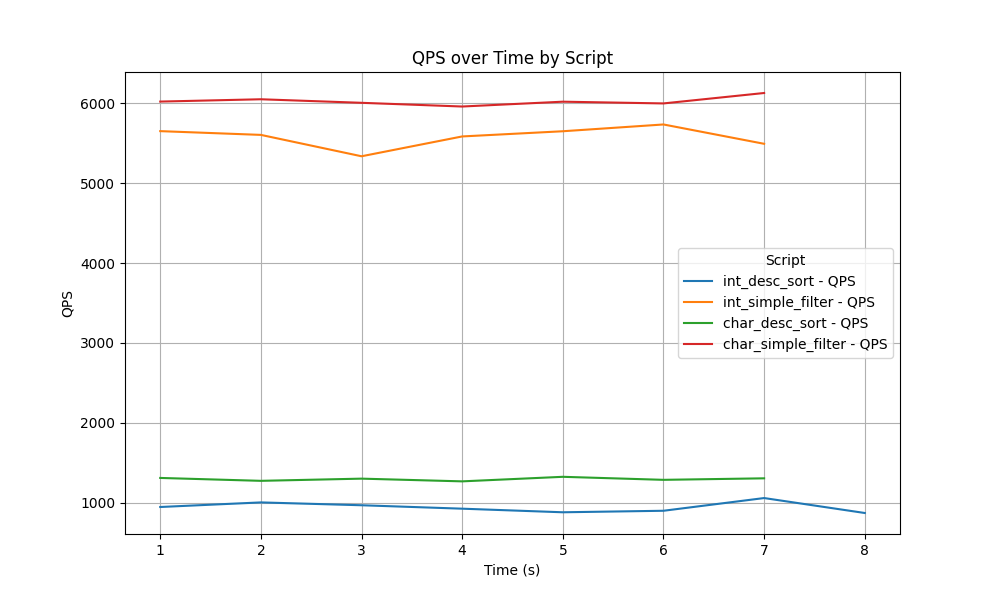 QPS over Time by Script
6000
5000
4000
3000
2000
1000
QPS
Script
int_desc_sort - QPS
int_simple_filter - QPS
char_desc_sort - QPS
char_simple_filter - QPS
1 2 3 4 5 6 7 8
Time (s)